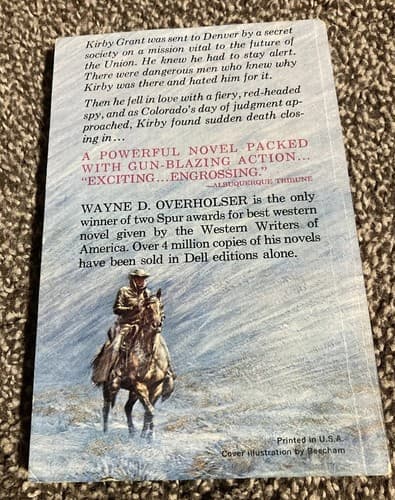 Kirby Grant was sent to Denver by a secret
society on a mission vital to the future of
the Union. He knew he had to stay alert.
There were dangerous men who knew why
Kirby was there and hated him for it.
Then he fell in love with a fiery, red-headed
spy, and as Colorado's day of judgment ap-
proached, Kirby found sudden death clos-
ing in...
A POWERFUL NOVEL PACKED
WITH GUN-BLAZING ACTION...
"EXCITING...ENGROSSING."
—ALBUQUERQUE TRIBUNE
WAYNE D. OVERHOLSER is the only
winner of two Spur awards for best western
novel given by the Western Writers of
America. Over 4 million copies of his novels
have been sold in Dell editions alone.
Printed in U.S.A.
Cover illustration by Beecham